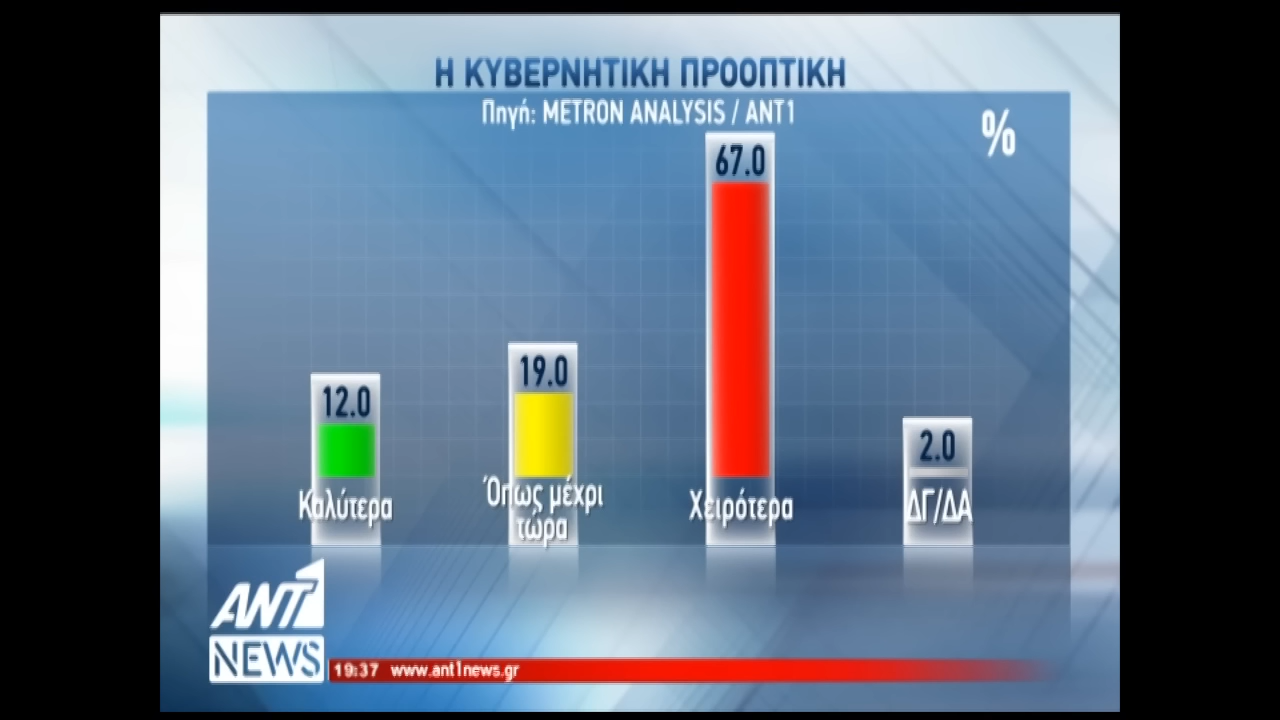 Η ΚΥΒΕΡΝΗΤΙΚΗ ΠΡΟΟΠΤΙΚΗ
Πηγή: METRON ANALYSIS / ANT1
%
67.0
19.0
12.0
2.0
Καλύτερα
Όπως μέχρι
τώρα
Χειρότερα
ΔΓ/ΔΑ
ANT1
NEWS
19:37 www.ant1news.gr